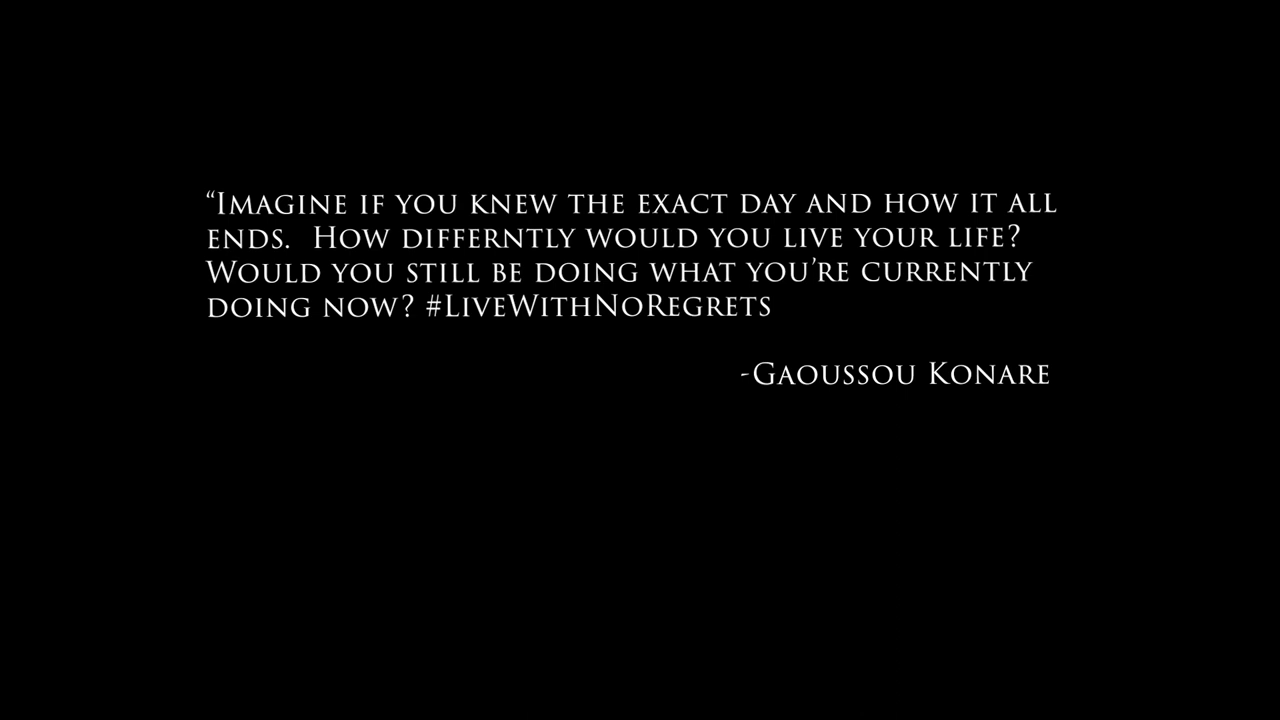 “Imagine if you knew the exact day and how it all
ends.  How differntly would you live your life?
Would you still be doing what you’re currently
doing now? #LiveWithNoRegrets
-Gaoussou Konare